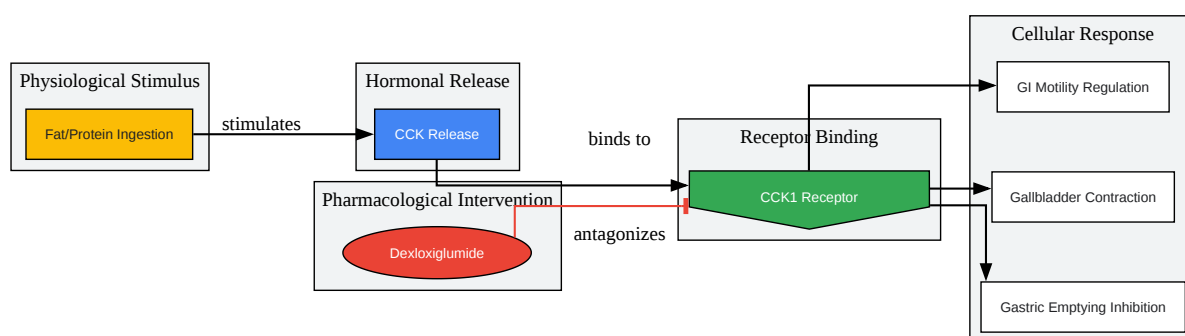 Physiological Stimulus
Fat/Protein Ingestion
stimulates
Hormonal Release
CCK Release
Pharmacological Intervention
Dexloxiglumide
binds to
antagonizes
Receptor Binding
CCK1 Receptor
Cellular Response
GI Motility Regulation
Gallbladder Contraction
Gastric Emptying Inhibition